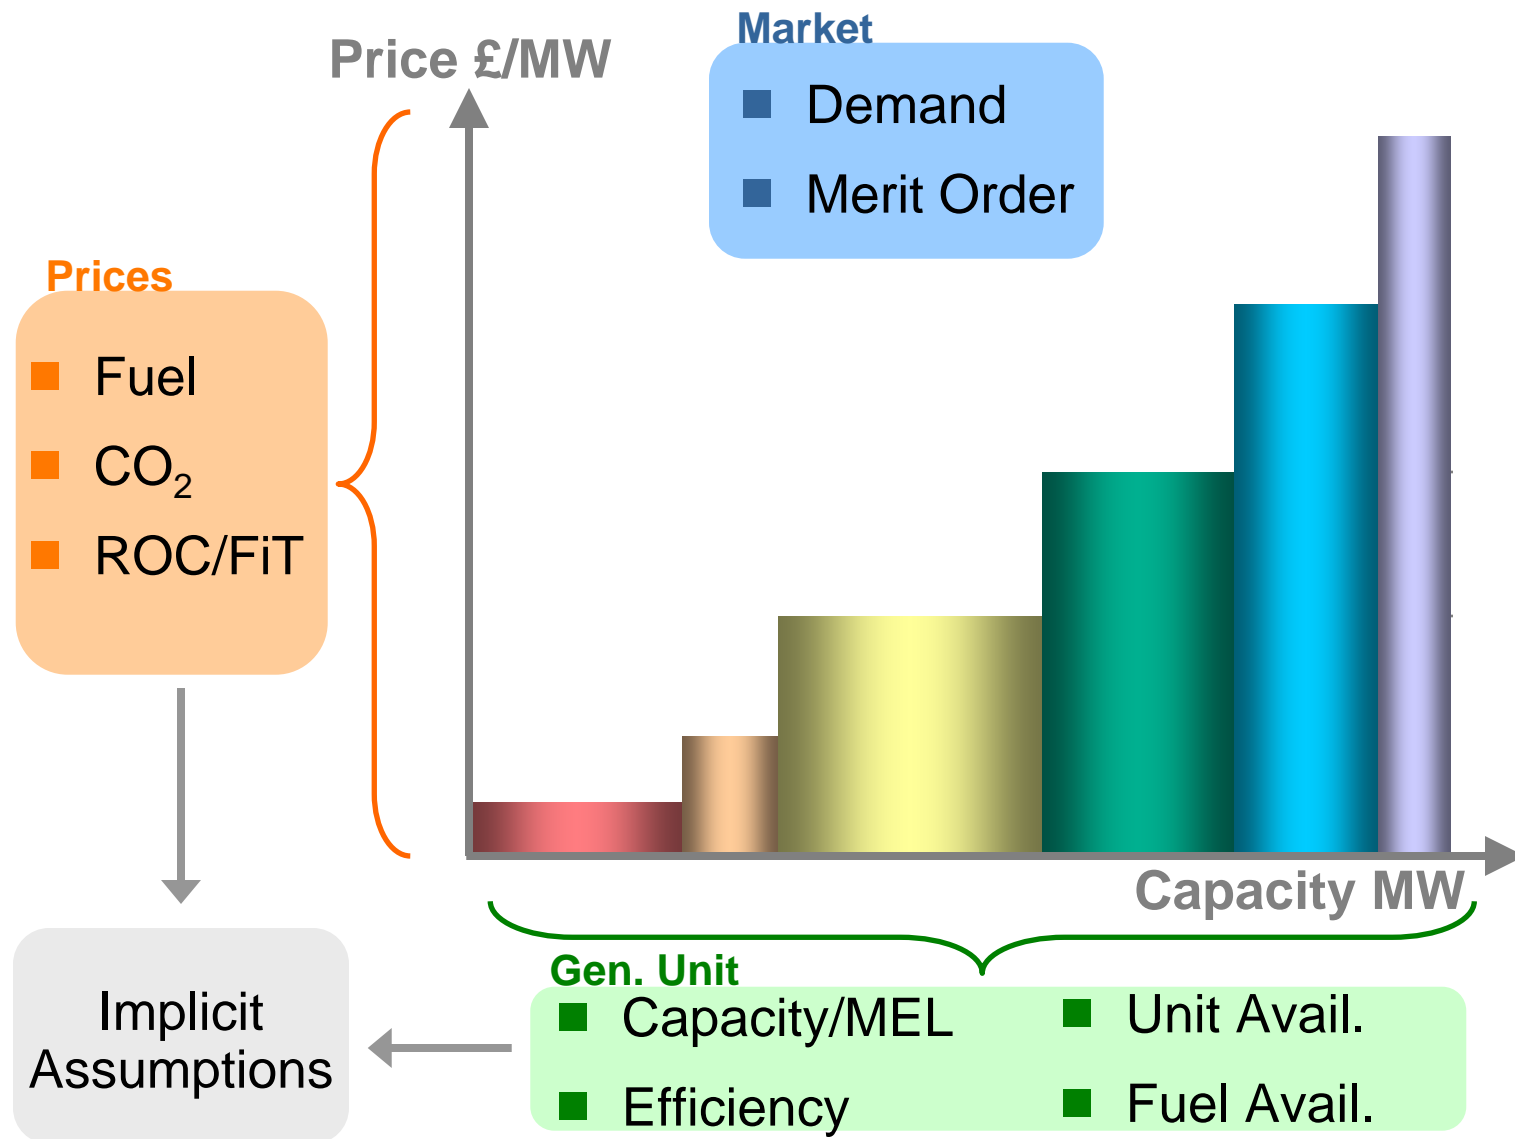 Market
Price £/MW
Demand
Merit Order
Prices
Fuel
CO₂
ROC/FiT
Capacity MW
Gen. Unit
Capacity/MEL
Unit Avail.
Efficiency
Fuel Avail.
Implicit
Assumptions